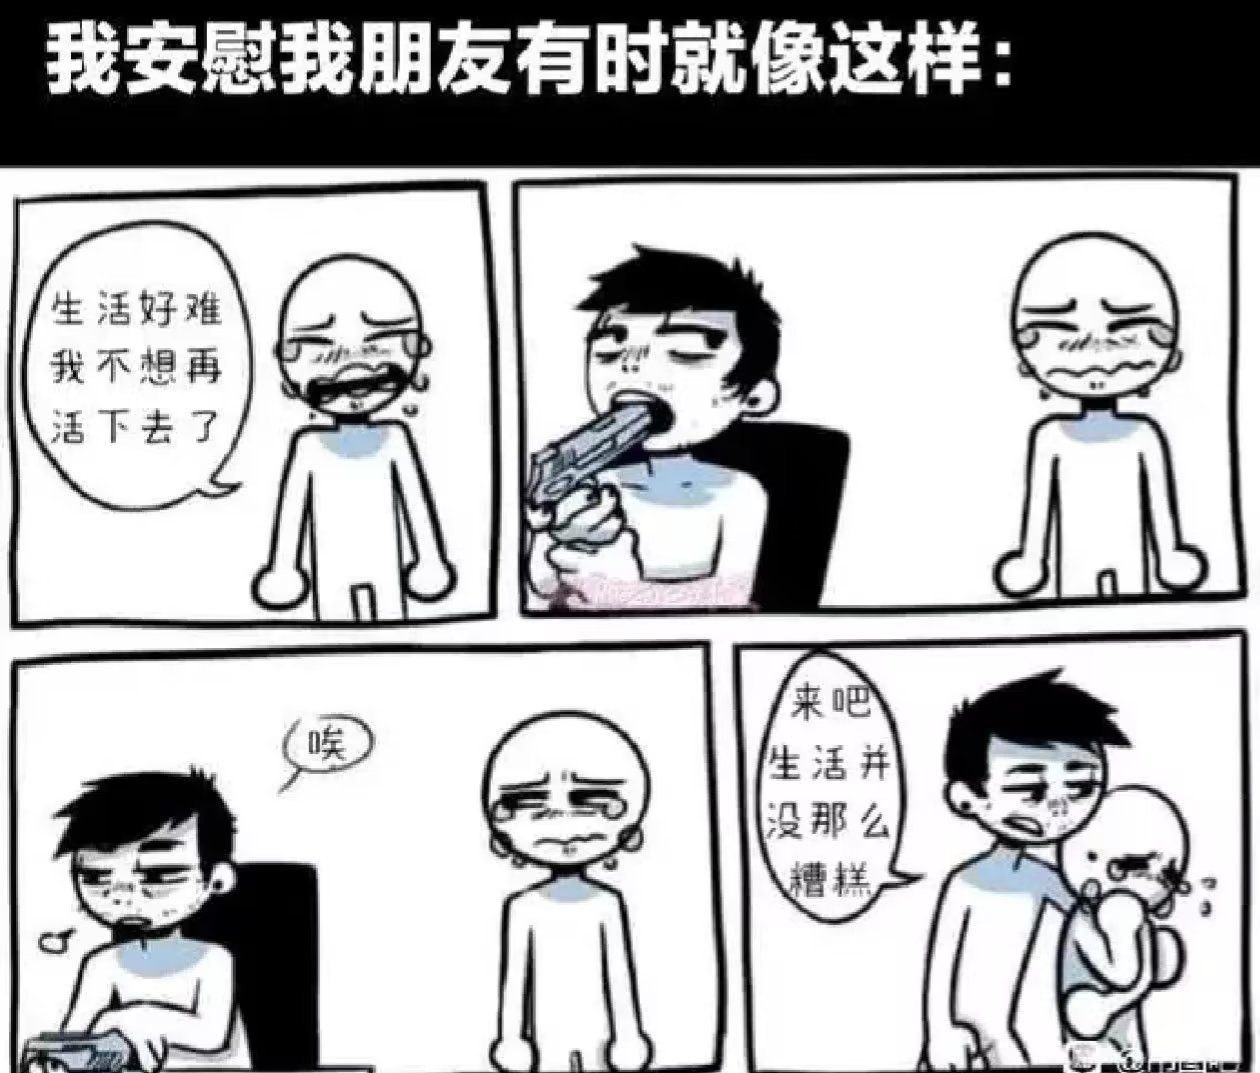 我安慰我朋友有时就像这样：
生活好难
我不想再
活下去了
唉
来吧
生活并
没那么
糟糕